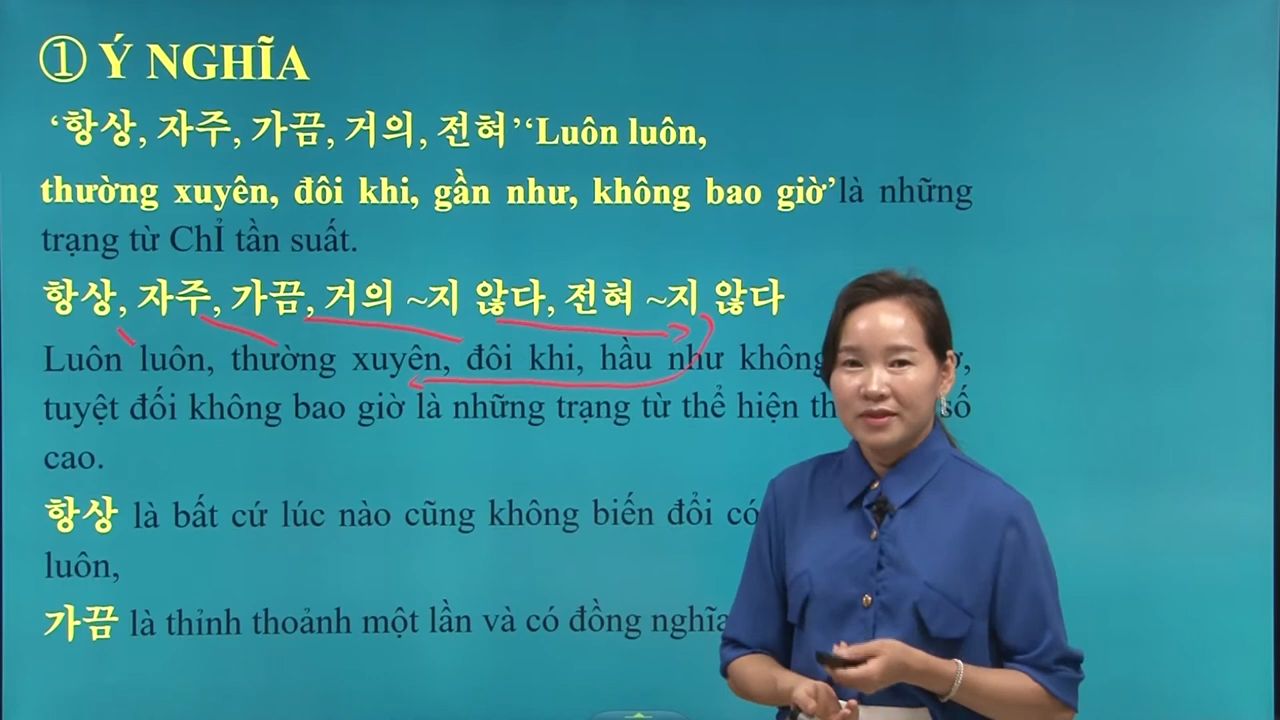 ① Ý NGHĨA
‘항상, 자주, 가끔, 거의, 전혀’‘Luôn luôn,
thường xuyên, đôi khi, gần như, không bao giờ’là những
trạng từ ChỈ tần suất.
항상, 자주, 가끔, 거의 ~지 않다, 전혀 ~지 않다
Luôn luôn, thường xuyên, đôi khi, hầu như không
tuyệt đối không bao giờ là những trạng từ thể hiện số
cao.
항상 là bất cứ lúc nào cũng không biến đổi có
luôn,
가끔 là thỉnh thoảnh một lần và có đồng nghĩa